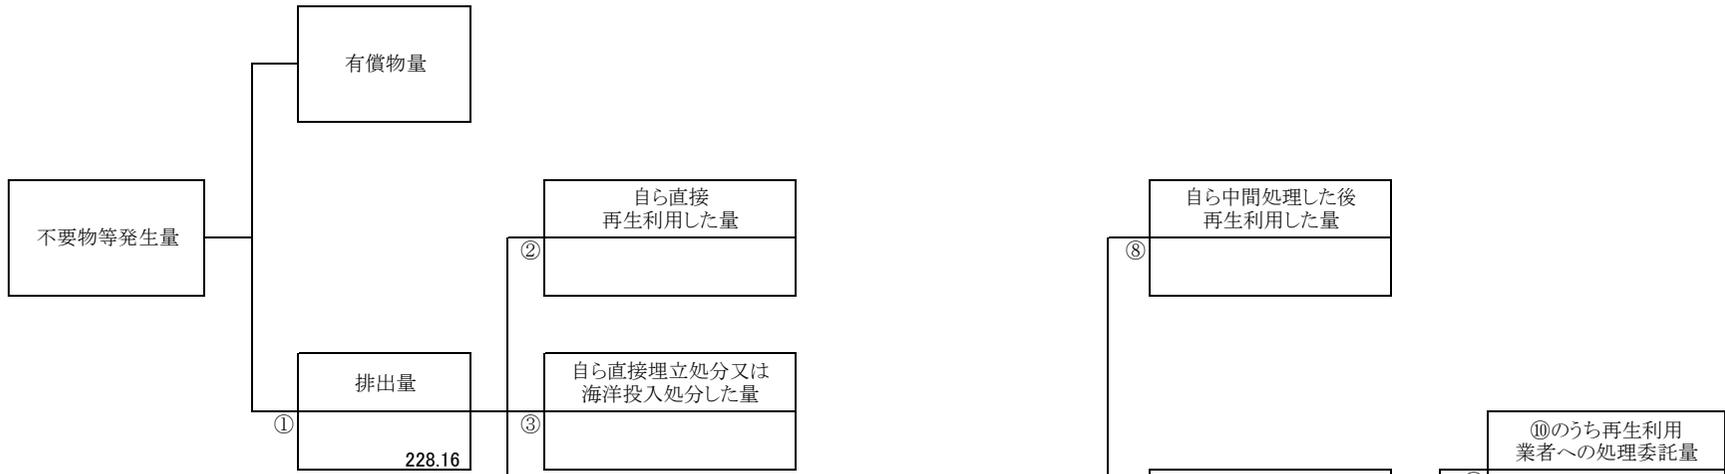 有償物量
不要物等発生量
自ら直接
再生利用した量
②
自ら中間処理した後
再生利用した量
⑧
排出量
①
228.16
自ら直接埋立処分又は
海洋投入処分した量
③
⑩のうち再生利用
業者への処理委託量